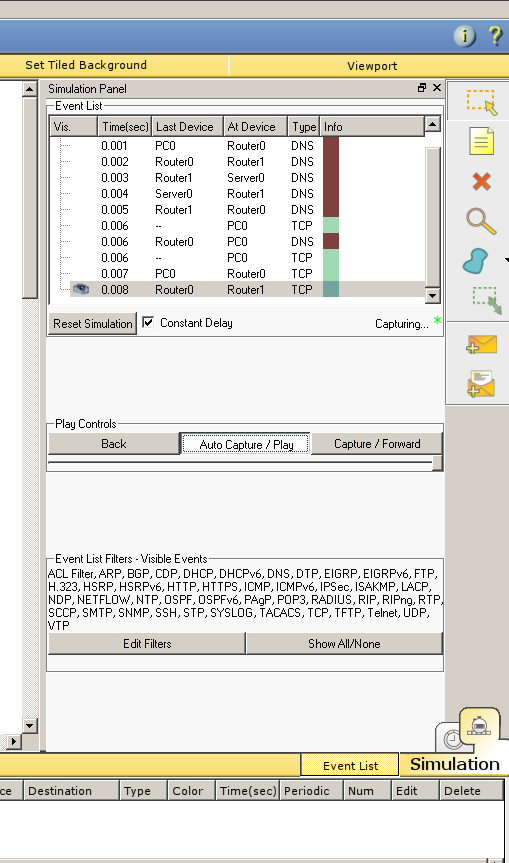 Set Tiled Background Viewport
Simulation Panel
Event List
Vis. Time(sec) Last Device At Device Type Info
0.001 PC0 Router0 DNS
0.002 Router0 Router1 DNS
0.003 Router1 Server0 DNS
0.004 Server0 Router1 DNS
0.005 Router1 Router0 DNS
0.006 -- PC0 TCP
0.006 Router0 PC0 DNS
0.006 -- PC0 TCP
0.007 PC0 Router0 TCP
0.008 Router0 Router1 TCP
Reset Simulation Constant Delay Capturing... *
Play Controls
Back Auto Capture / Play Capture / Forward
Event List Filters - Visible Events
ACL Filter, ARP, BGP, CDP, DHCP, DHCPv6, DNS, DTP, EIGRP, EIGRPv6, FTP,
H.323, HSRP, HSRPv6, HTTP, HTTPS, ICMP, ICMPv6, IPSec, ISAKMP, LACP,
NDP, NETFLOW, NTP, OSPF, OSPFv6, PAgP, POP3, RADIUS, RIP, RIPng, RTP,
SCCP, SMTP, SNMP, SSH, STP, SYSLOG, TACACS, TCP, TFTP, Telnet, UDP,
VTP
Edit Filters Show All/None
Event List Simulation
ce Destination Type Color Time(sec) Periodic Num Edit Delete